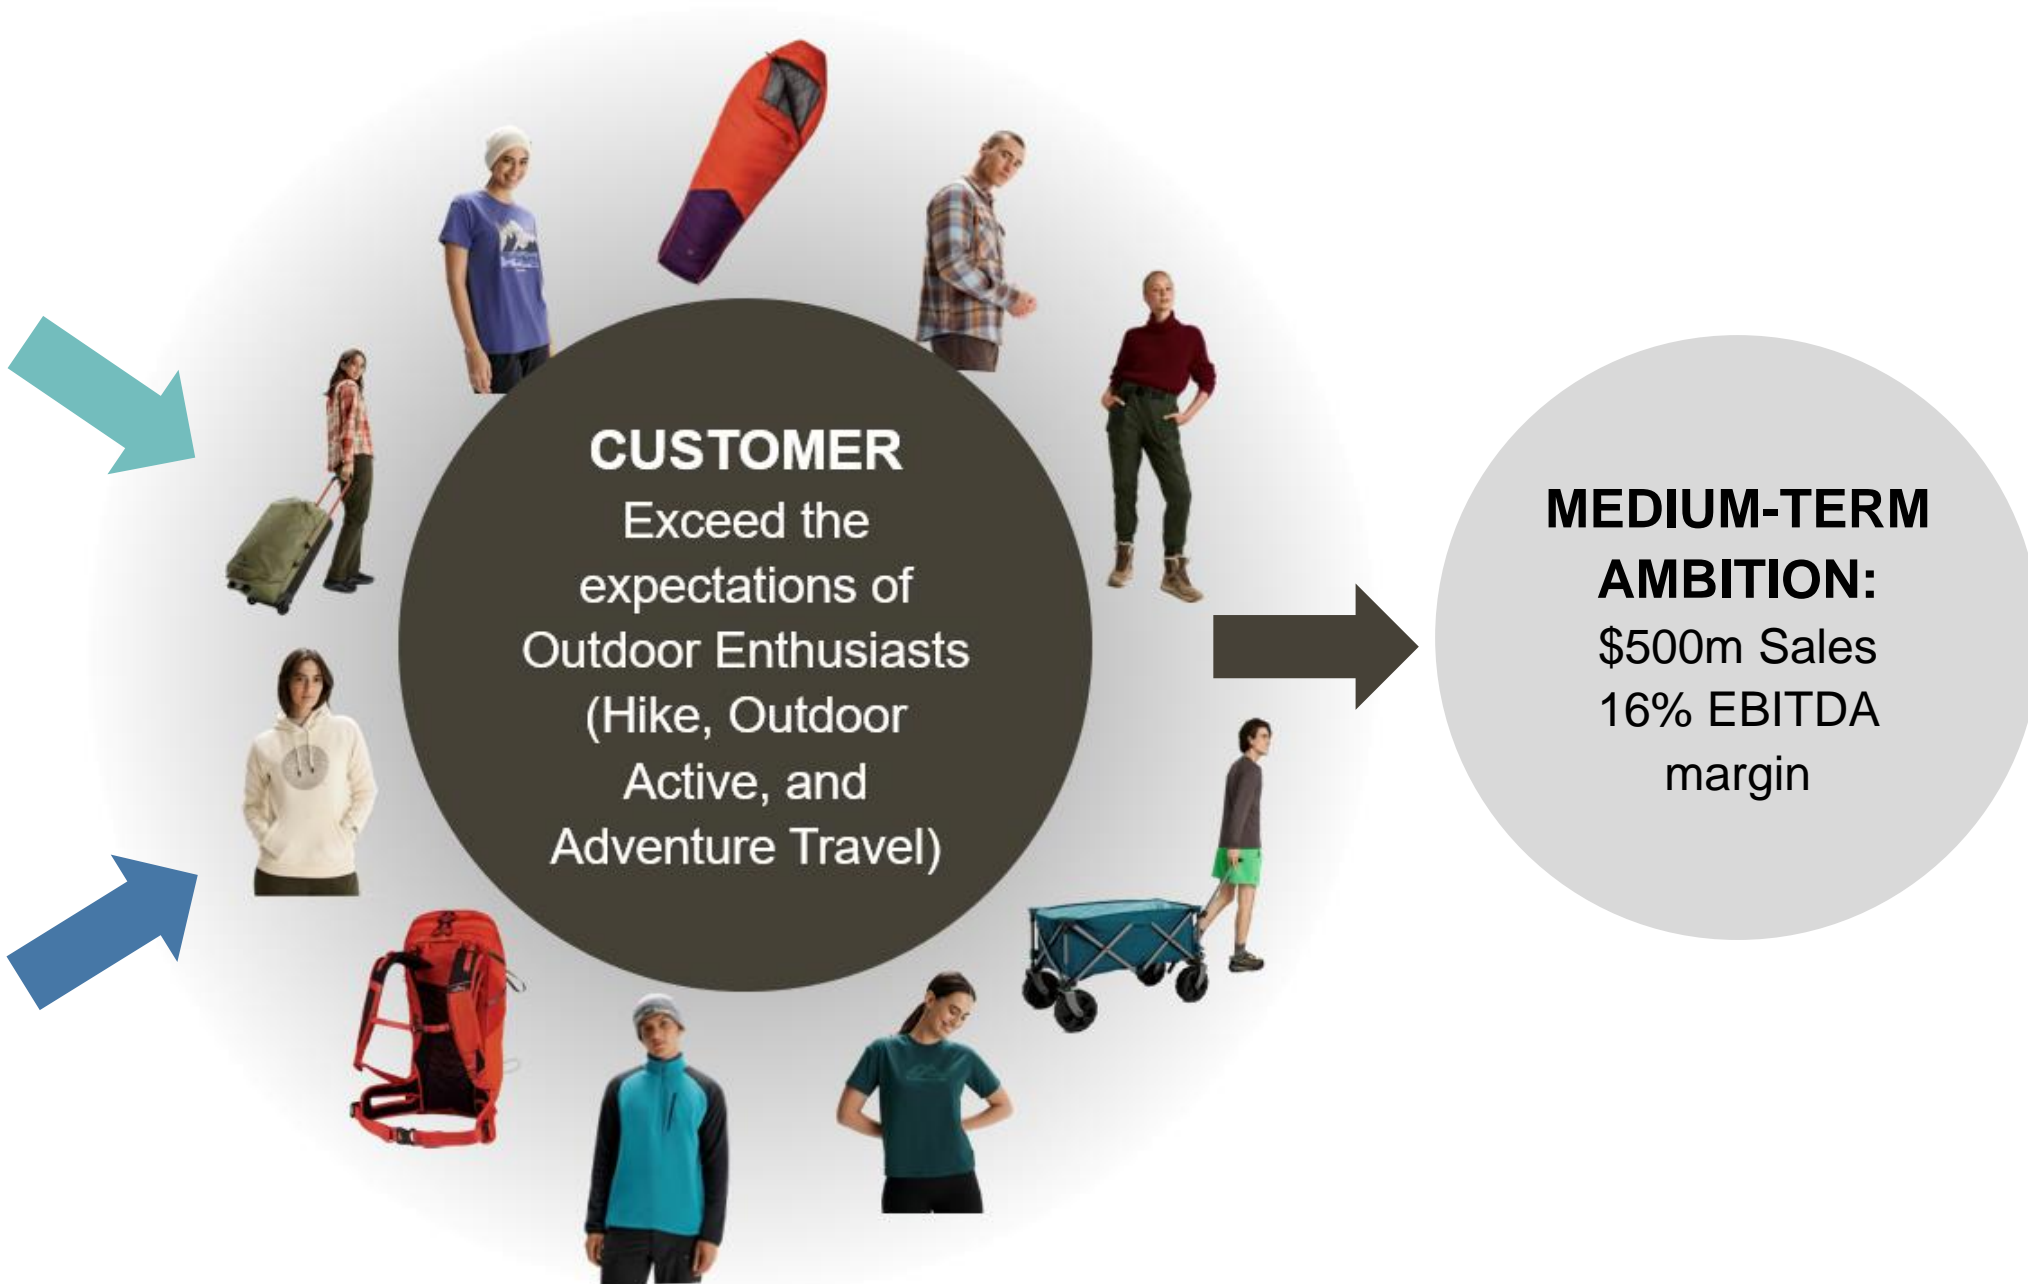 CUSTOMER
Exceed the
expectations of
Outdoor Enthusiasts
(Hike, Outdoor
Active, and
Adventure Travel)
MEDIUM-TERM
AMBITION:
$500m Sales
16% EBITDA
margin